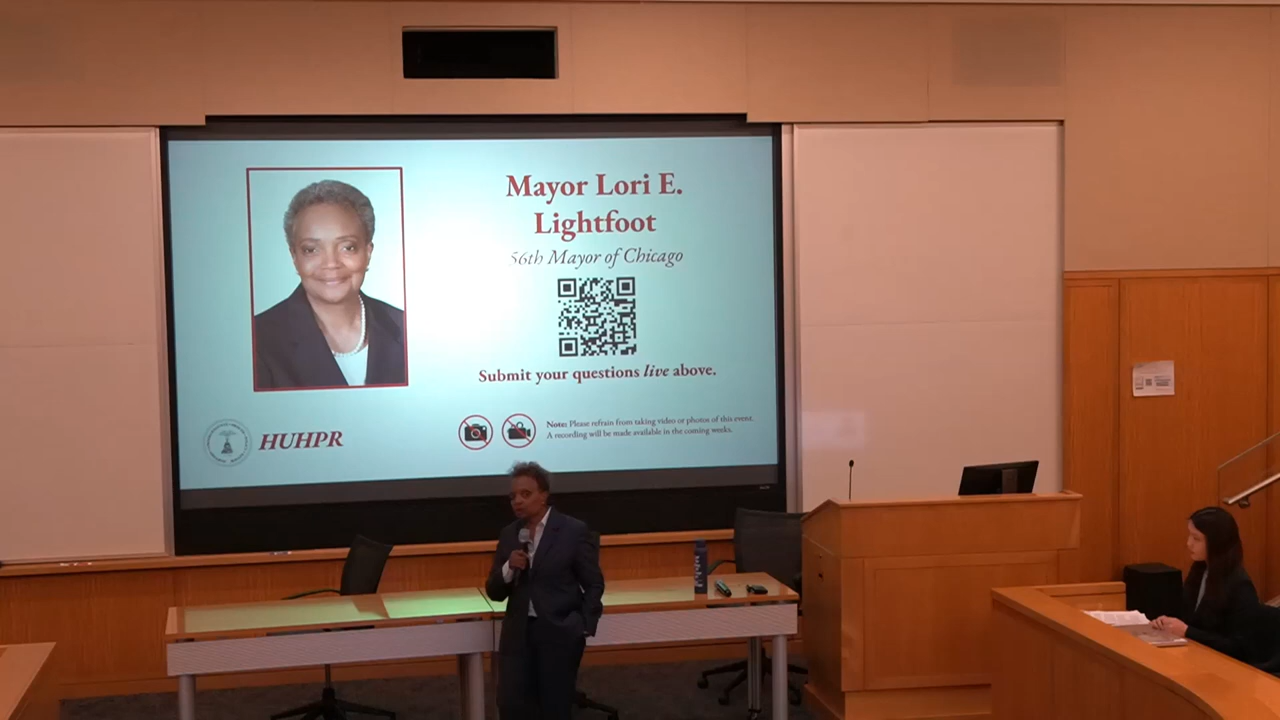 Mayor Lori E.
Lightfoot
56th Mayor of Chicago
Submit your questions live above.
HUHPR
Note: Please refrain from taking video or photos of this event.
A recording will be made available in the coming weeks.